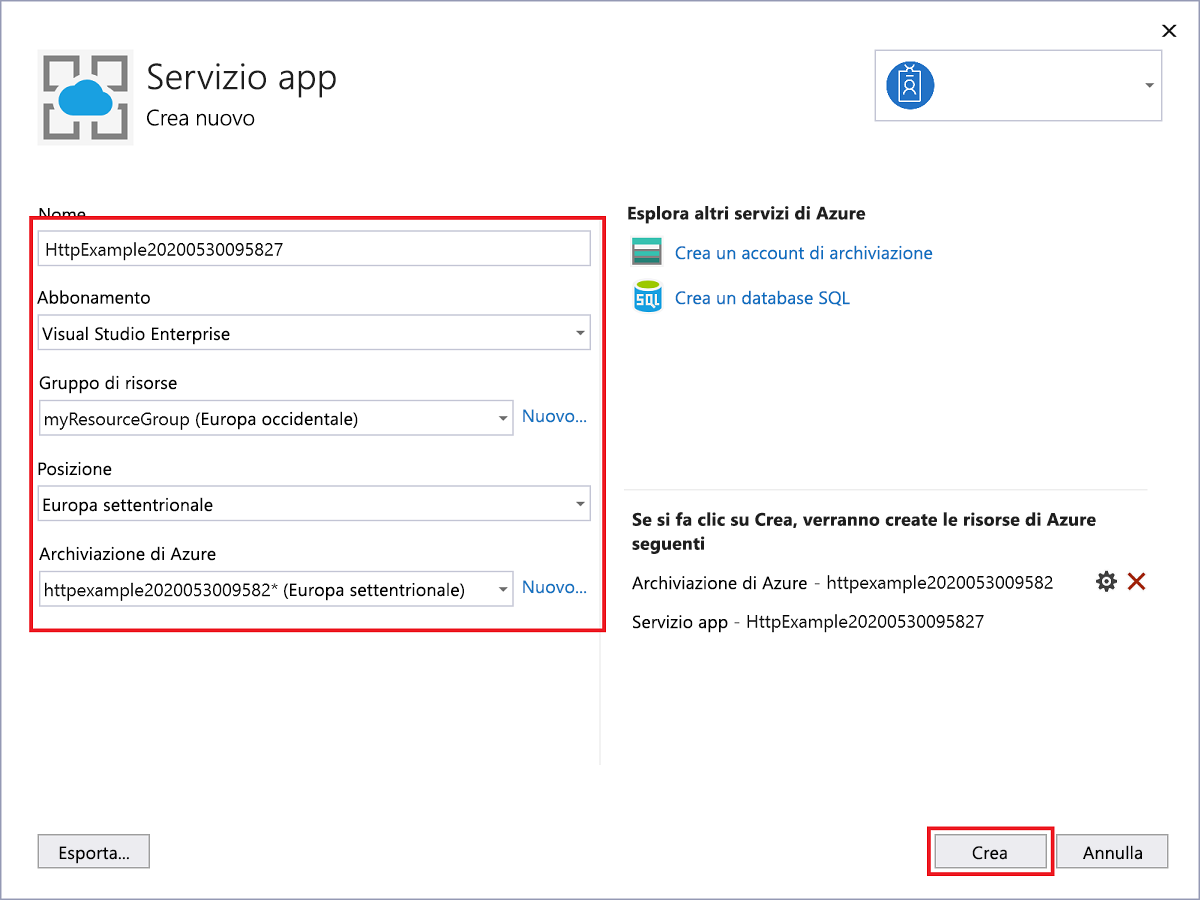 Servizio app
Crea nuovo
Nome
HttpExample20200530095827
Abbonamento
Visual Studio Enterprise
Gruppo di risorse
myResourceGroup (Europa occidentale)
Nuovo...
Posizione
Europa settentrionale
Archiviazione di Azure
httpexample2020053009582* (Europa settentrionale)
Nuovo...
Esplora altri servizi di Azure
Crea un account di archiviazione
SQL
Crea un database SQL
Se si fa clic su Crea, verranno create le risorse di Azure
seguenti
Archiviazione di Azure - httpexample2020053009582
Servizio app - HttpExample20200530095827
Esporta...
Crea
Annulla